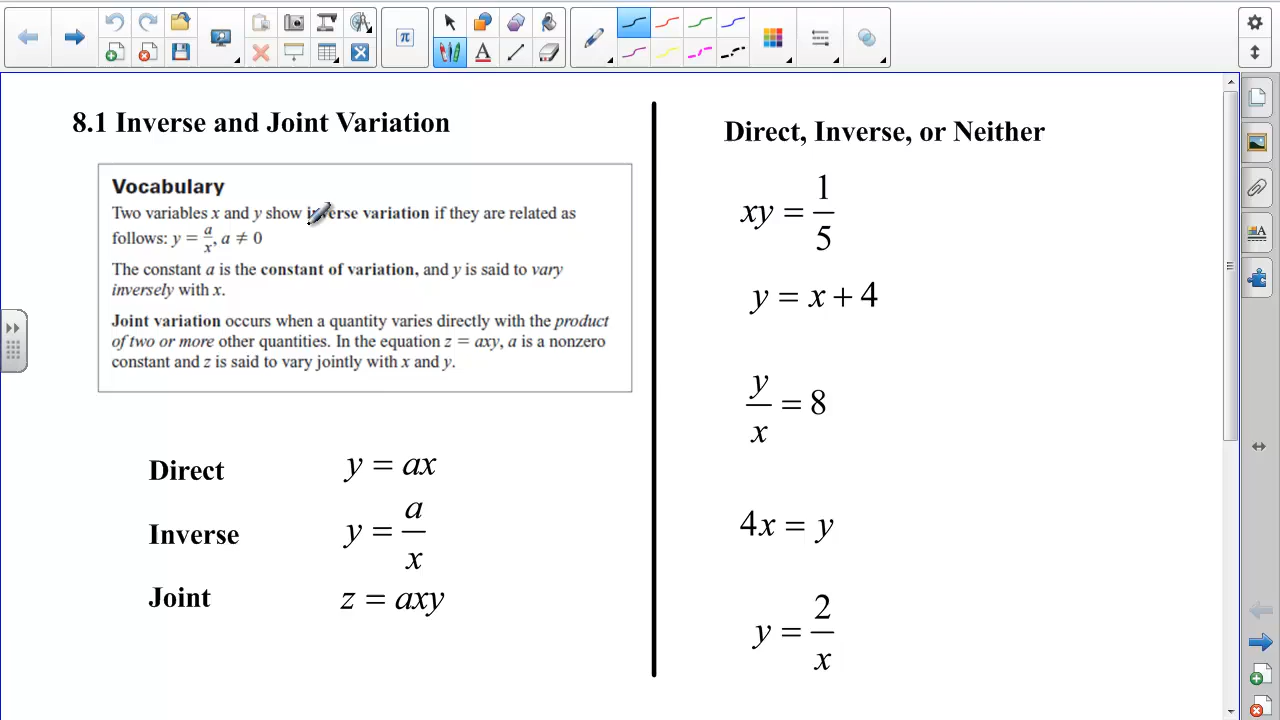 8.1 Inverse and Joint Variation
Vocabulary
Two variables x and y show inverse variation if they are related as
follows: y = a/x, a ≠ 0
The constant a is the constant of variation, and y is said to vary
inversely with x.
Joint variation occurs when a quantity varies directly with the product
of two or more other quantities. In the equation z = axy, a is a nonzero
constant and z is said to vary jointly with x and y.
Direct y = ax
Inverse y = a/x
Joint z = axy
Direct, Inverse, or Neither
xy = 1/5
y = x + 4
y/x = 8
4x = y
y = 2/x